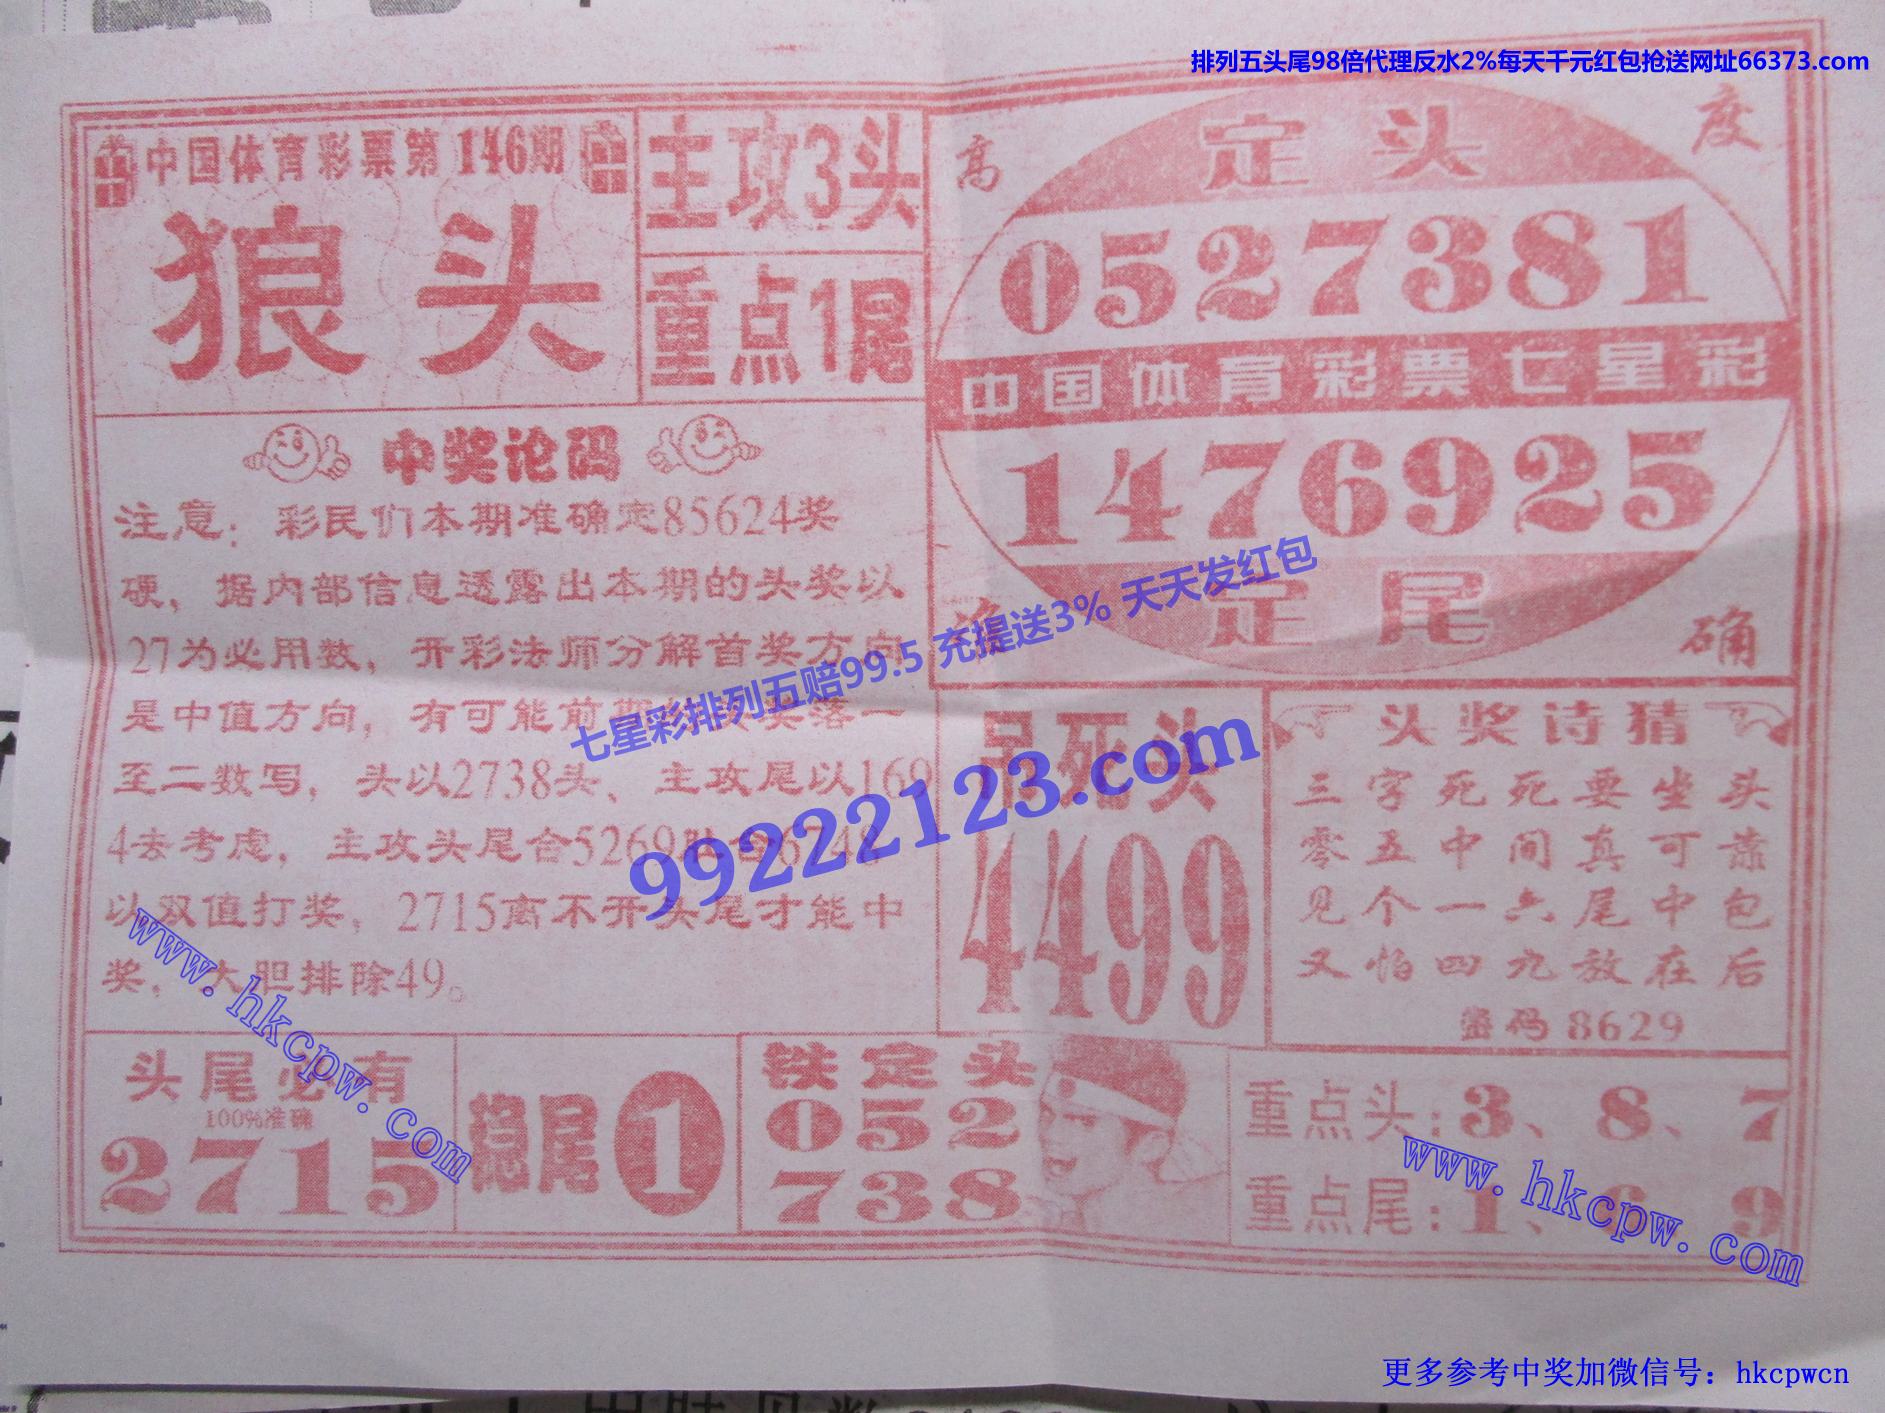 排列五头尾98倍代理反水2%每天千元红包抢送网址66373.com
中国体育彩票第146期
狼头
主攻3头
重点1尾
高度
定头
0527381
中国体育彩票七星彩
1476925
定尾
确
中奖论码
注意：彩民们本期准确定85624奖
硬，据内部信息透露出本期的头奖以
27为必用数，开彩法师分解首奖方向
是中值方向，有可能前期 落一
至二数写，头以2738头、主攻尾以169
4去考虑，主攻头尾合5269 6748
以双值打奖，2715离不开头尾才能中
奖，大胆排除49。
七星彩排列五赔99.5 充提送3% 天天发红包
99222123.com
吊死头
4499
头奖诗猜
三字死死要坐头
零五中间真可靠
见个一六尾中包
又怕四九放在后
密码8629
头尾必有
100%准确
2715
稳尾1
铁定头
052
738
重点头：3、8、7
重点尾：1、6、9
www.hkcpw.com
www.hkcpw.com
更多参考中奖加微信号：hkcpwcn